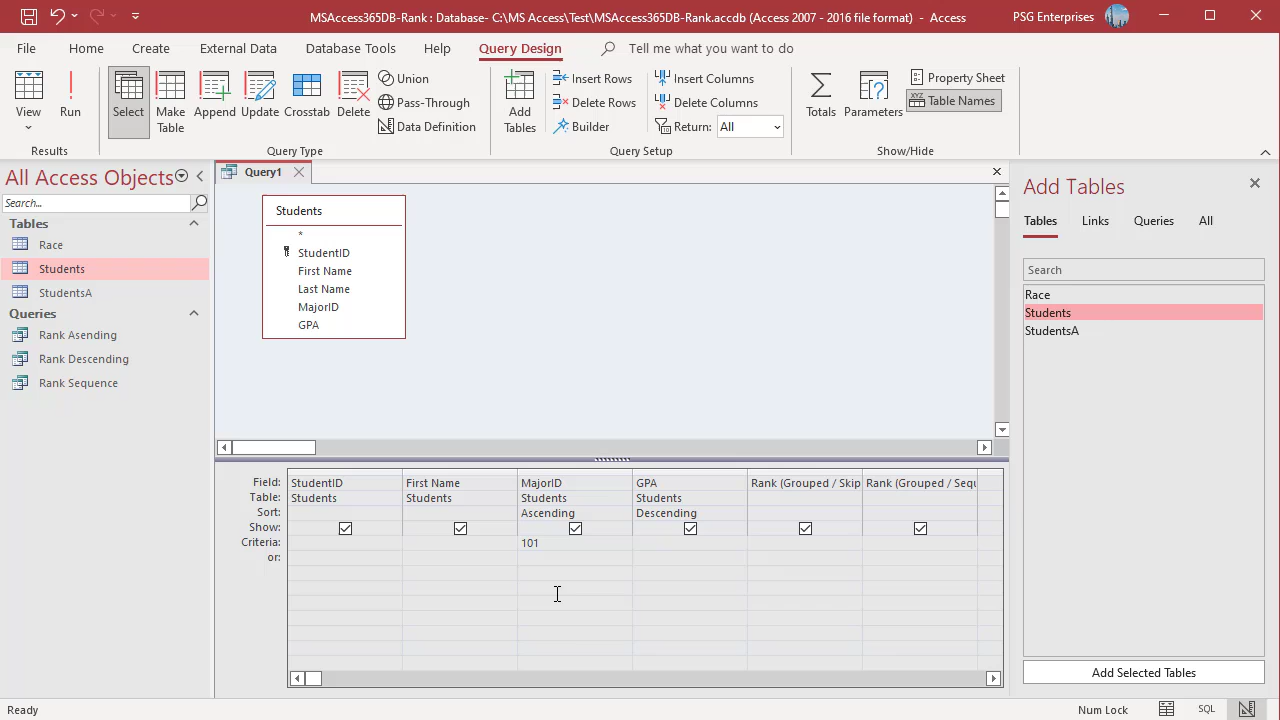 MSAccess365DB-Rank : Database- C:\MS Access\Test\MSAccess365DB-Rank.accdb (Access 2007 - 2016 file format) - Access
PSG Enterprises
File Home Create External Data Database Tools Help Query Design Tell me what you want to do
View
Run
Select
Make Table
Append
Update
Crosstab
Delete
Union
Pass-Through
Data Definition
Add Tables
Insert Rows
Delete Rows
Builder
Insert Columns
Delete Columns
Return: All
Totals
Parameters
Property Sheet
XYZ Table Names
Results
Query Type
Query Setup
Show/Hide
All Access Objects
Search...
Tables
Race
Students
StudentsA
Queries
Rank Asending
Rank Descending
Rank Sequence
Query1
Students
*
StudentID
First Name
Last Name
MajorID
GPA
Field: StudentID First Name MajorID GPA Rank (Grouped / Skip Rank (Grouped / Sequ
Table: Students Students Students Students
Sort: Ascending Descending
Show:
Criteria: 101
or:
Add Tables
Tables Links Queries All
Search
Race
Students
StudentsA
Add Selected Tables
Ready
Num Lock
SQL